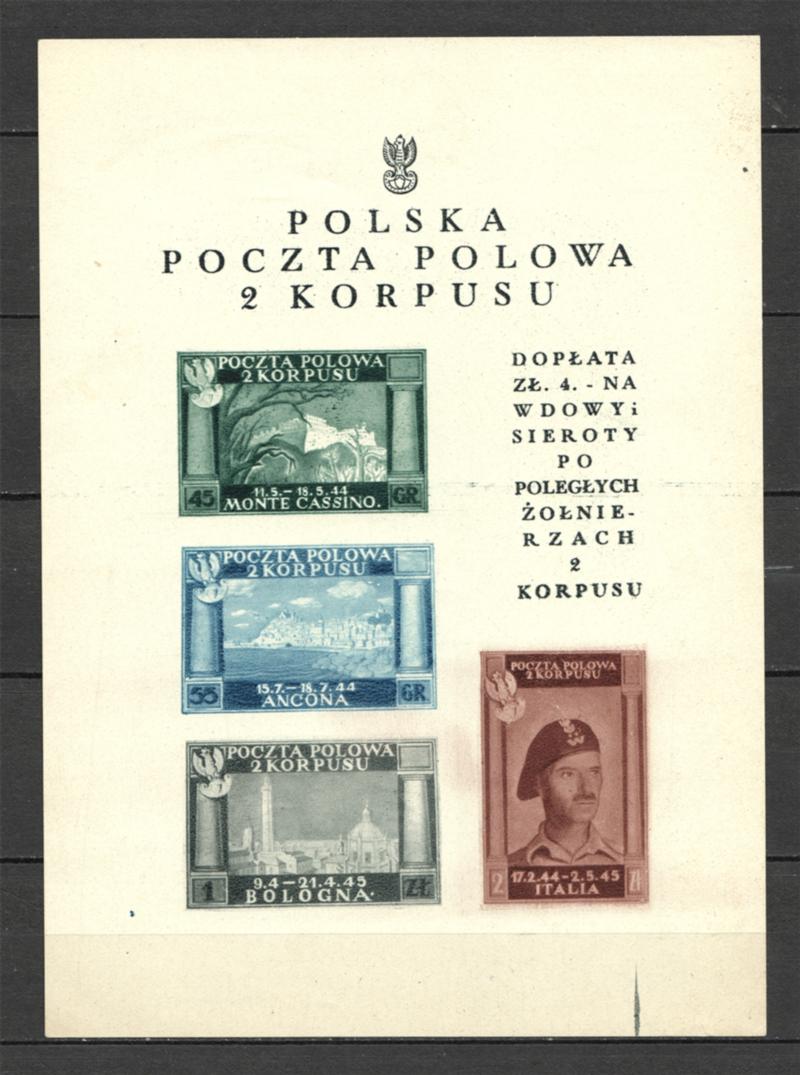 POLSKA
POCZTA POLOWA
2 KORPUSU
POCZTA POLOWA
2 KORPUSU
11.5.–18.5.44
45 GR
MONTE CASSINO.
DOPŁATA
ZŁ. 4.-NA
WDOWY i
SIEROTY
PO
POLEGŁYCH
ŻOŁNIE-
RZACH
2
KORPUSU
POCZTA POLOWA
2 KORPUSU
15.7.–18.7.44
55 GR
ANCONA
POCZTA POLOWA
2 KORPUSU
9.4–21.4.45
1 ZŁ
BOLOGNA.
POCZTA POLOWA
2 KORPUSU
17.2.44–2.5.45
2 ZŁ
ITALIA